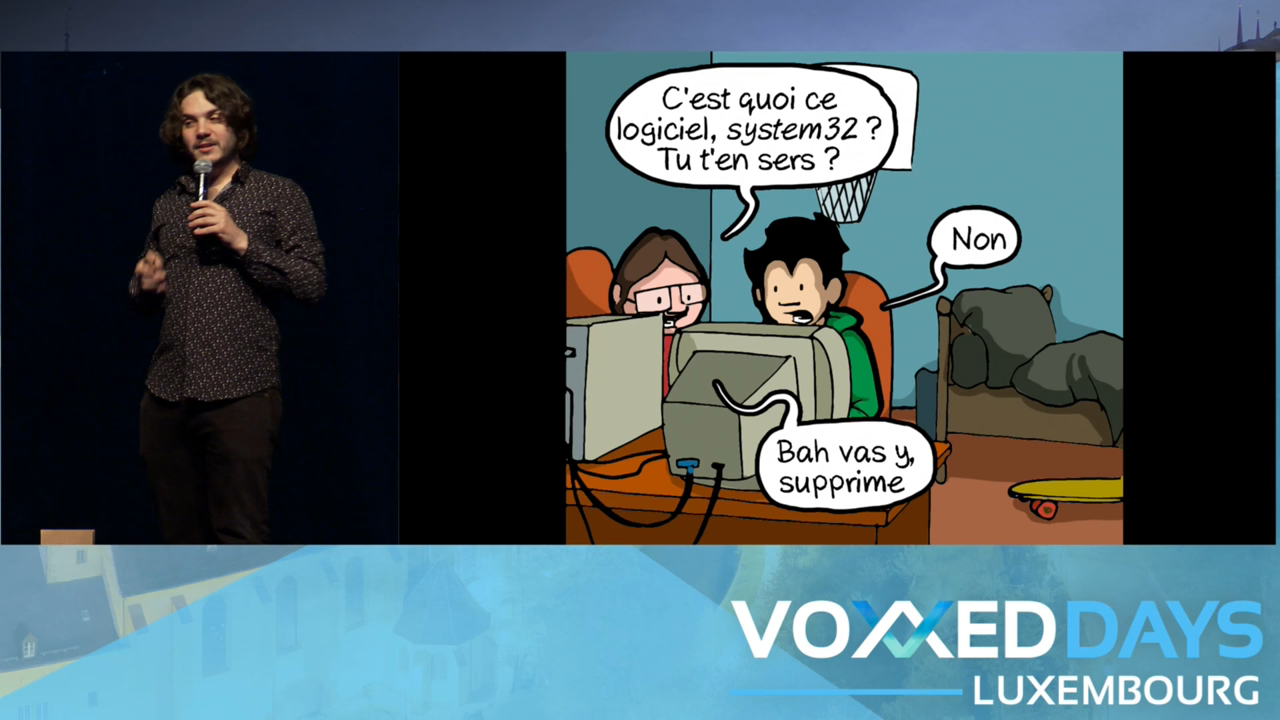 C'est quoi ce
logiciel, system32 ?
Tu t'en sers ?
Non
Bah vas y,
supprime
VOXXED DAYS
LUXEMBOURG